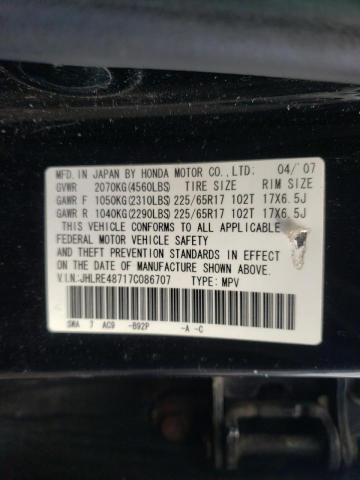 MFD. IN JAPAN BY HONDA MOTOR CO., LTD. 04/ 07
GVWR 2070KG(4560LBS) TIRE SIZE RIM SIZE
GAWR F 1050KG(2310LBS) 225/65R17 102T 17X6.5J
GAWR R 1040KG(2290LBS) 225/65R17 102T 17X6.5J
THIS VEHICLE CONFORMS TO ALL APPLICABLE
FEDERAL MOTOR VEHICLE SAFETY
AND THEFT PREVENTION STANDARDS IN EFFECT
ON THE DATE OF MANUFACTURE SHOWN ABOVE.
V.I.N.:JHLRE48717C086707 TYPE: MPV
SWA 7 AC9 -B92P -A -C